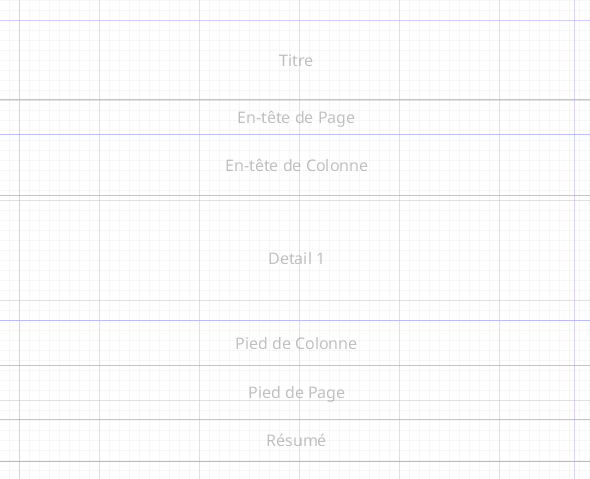 Titre
En-tête de Page
En-tête de Colonne
Detail 1
Pied de Colonne
Pied de Page
Résumé